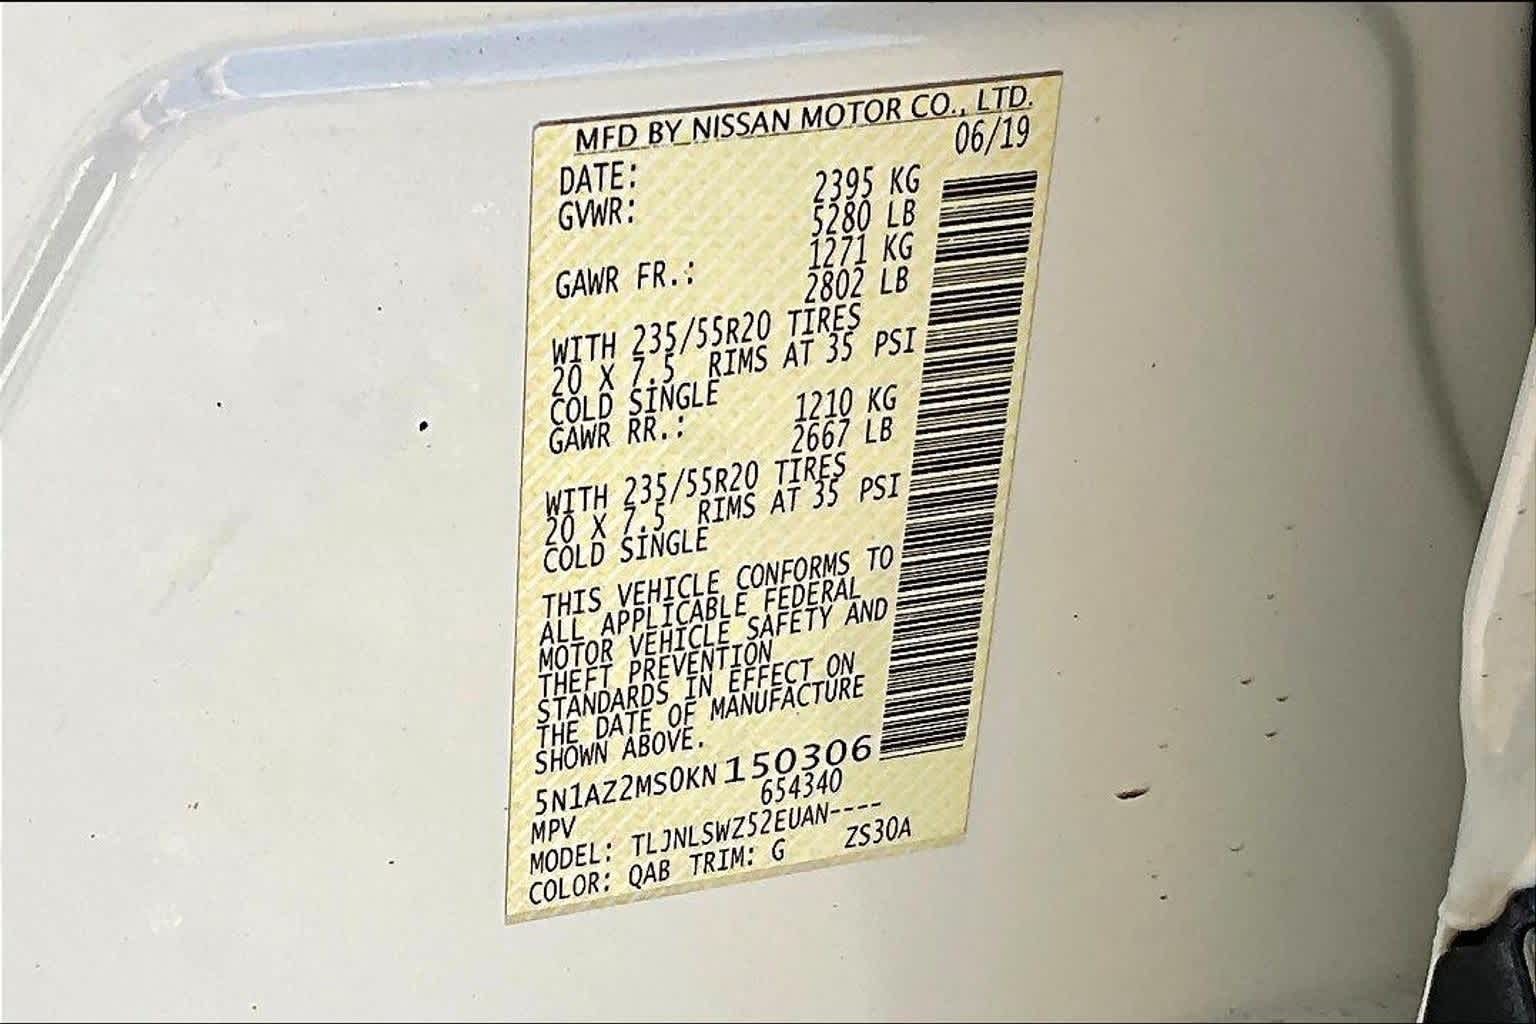 MFD BY NISSAN MOTOR CO., LTD.
DATE: 06/19
GVWR: 2395 KG
5280 LB
GAWR FR.: 1271 KG
2802 LB
WITH 235/55R20 TIRES
20 X 7.5 RIMS AT 35 PSI
COLD SINGLE
GAWR RR.: 1210 KG
2667 LB
WITH 235/55R20 TIRES
20 X 7.5 RIMS AT 35 PSI
COLD SINGLE
THIS VEHICLE CONFORMS TO
ALL APPLICABLE FEDERAL
MOTOR VEHICLE SAFETY AND
THEFT PREVENTION
STANDARDS IN EFFECT ON
THE DATE OF MANUFACTURE
SHOWN ABOVE.
5N1AZ2MS0KN150306
MPV 654340
MODEL: TLJNLSWZ52EUAN----
COLOR: QAB TRIM: G ZS30A